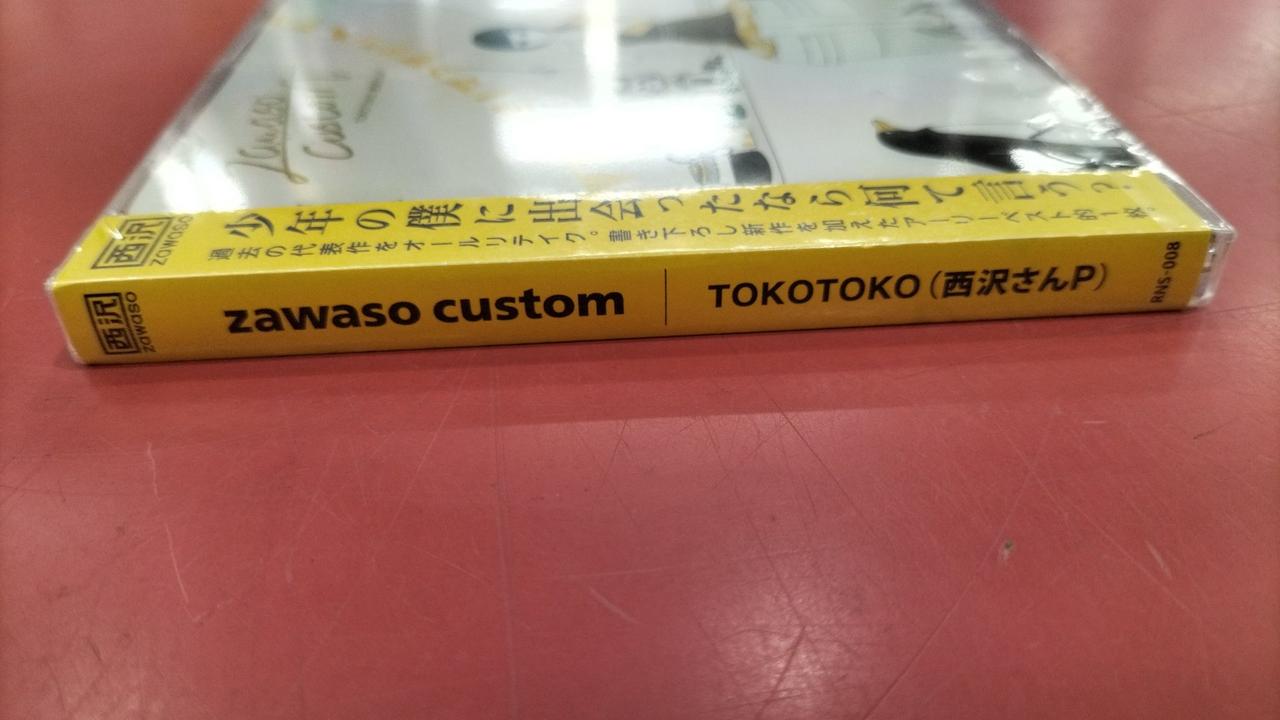 zawaso
custom
西沢
zawaso
少年の僕に出会ったなら何て言う?
過去の代表作をオールリテイク。書き下ろし新作を加えたアーリーベスト的1枚。
西沢
zawaso
zawaso custom
TOKOTOKO(西沢さんP)
RNS-008